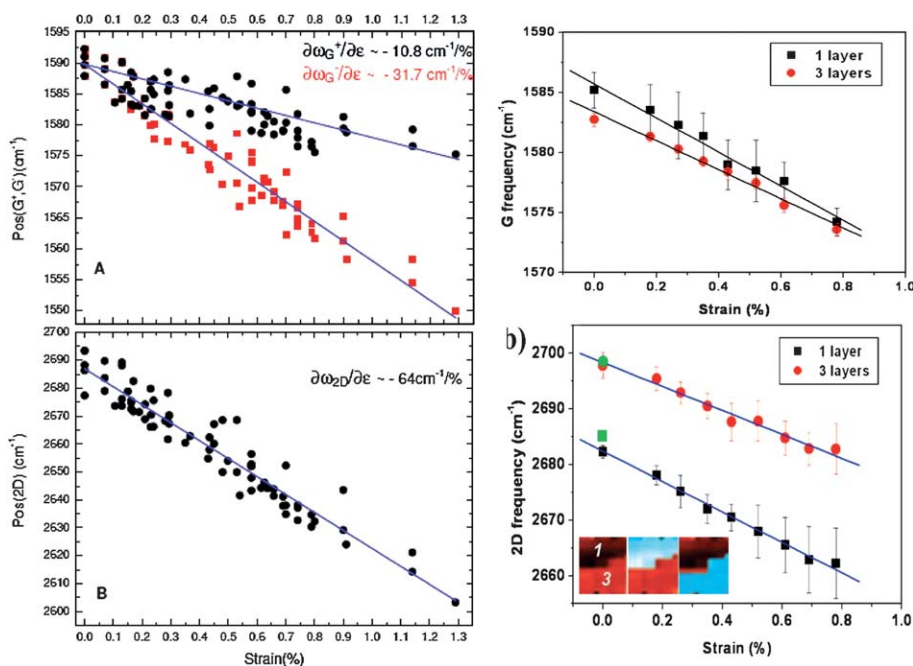 0.0 0.1 0.2 0.3 0.4 0.5 0.6 0.7 0.8 0.9 1.0 1.1 1.2 1.3
∂ω_G⁺/∂ε ~ - 10.8 cm⁻¹/%
∂ω_G⁻/∂ε ~ - 31.7 cm⁻¹/%
1595
1590
1585
1580
1575
1570
1565
1560
1555
1550
Pos(G⁺,G⁻)(cm⁻¹)
A
2700
2690
2680
2670
2660
2650
2640
2630
2620
2610
2600
Pos(2D) (cm⁻¹)
∂ω_2D/∂ε ~ - 64cm⁻¹/%
B
0.0 0.1 0.2 0.3 0.4 0.5 0.6 0.7 0.8 0.9 1.0 1.1 1.2 1.3
Strain(%)
1 layer
3 layers
1585
1580
1575
1570
G frequency (cm⁻¹)
0.0 0.2 0.4 0.6 0.8 1.0
Strain (%)
b)
1 layer
3 layers
2700
2690
2680
2670
2660
2D frequency (cm⁻¹)
1
3
0.0 0.2 0.4 0.6 0.8 1.0
Strain (%)